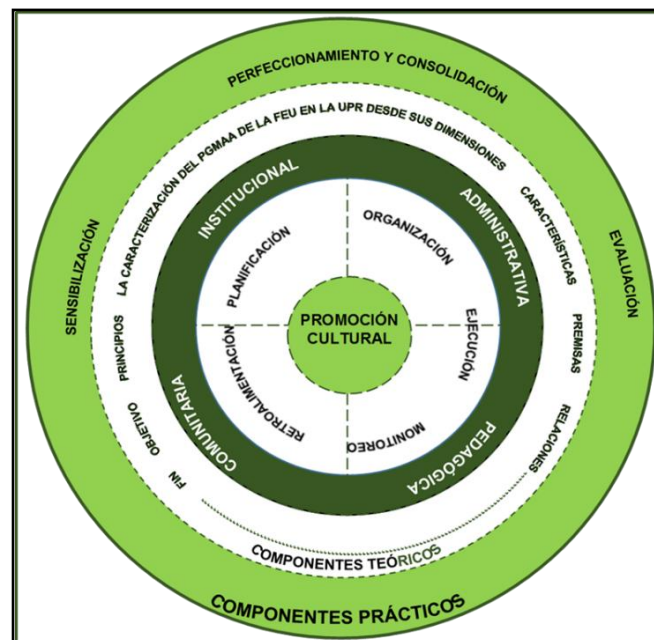 PERFECCIONAMIENTO Y CONSOLIDACIÓN
SENSIBILIZACIÓN
EVALUACIÓN
LA CARACTERIZACIÓN DEL PGMAA DE LA FEU EN LA UPR DESDE SUS DIMENSIONES
CARACTERÍSTICAS
PREMISAS
RELACIONES
PRINCIPIOS
OBJETIVO
FIN
INSTITUCIONAL
ADMINISTRATIVA
PEDAGÓGICA
COMUNITARIA
PLANIFICACIÓN
ORGANIZACIÓN
EJECUCIÓN
MONITOREO
RETROALIMENTACIÓN
PROMOCIÓN
CULTURAL
COMPONENTES TEÓRICOS
COMPONENTES PRÁCTICOS